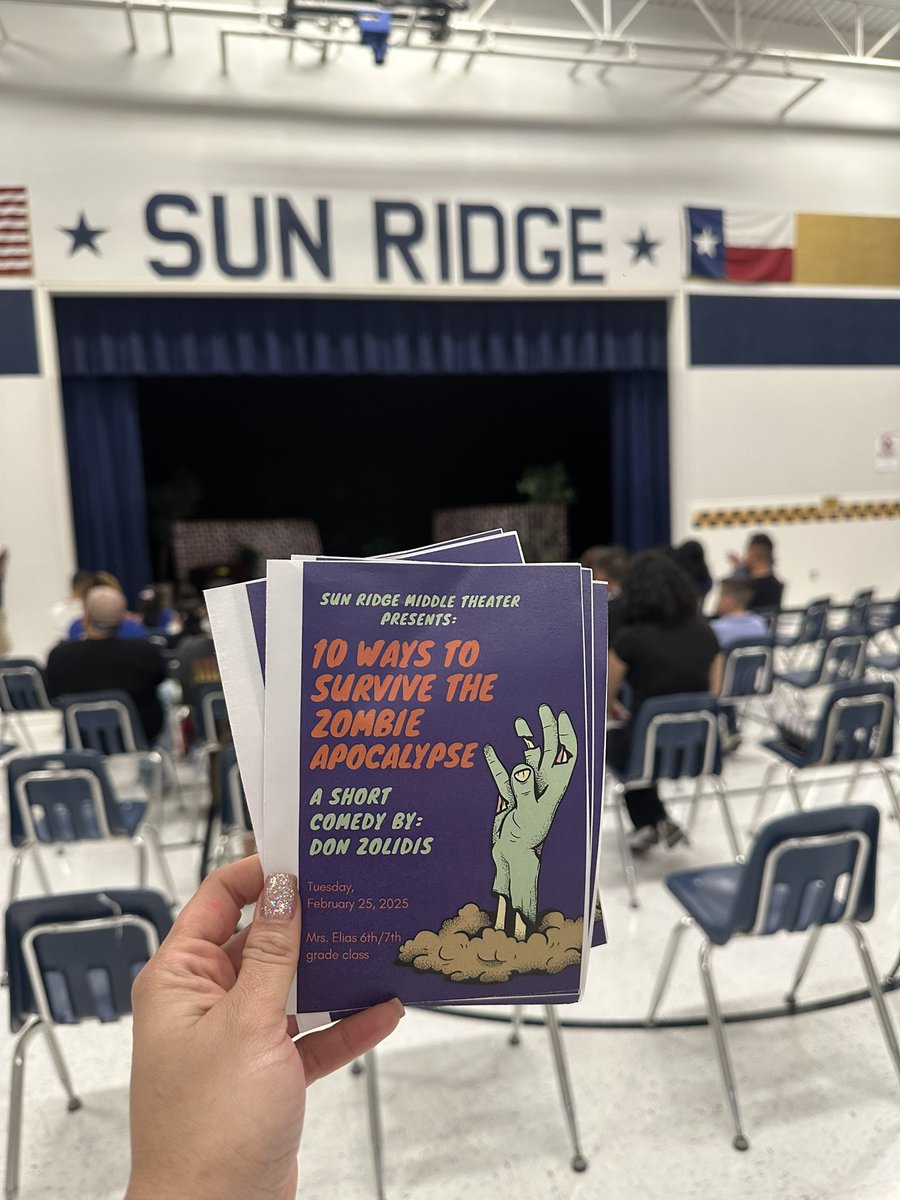 SUN RIDGE
SUN RIDGE MIDDLE THEATER
PRESENTS:
10 WAYS TO
SURVIVE THE
ZOMBIE
APOCALYPSE
A SHORT
COMEDY BY:
DON ZOLIDIS
Tuesday,
February 25, 2025
Mrs. Elias 6th/7th
grade class